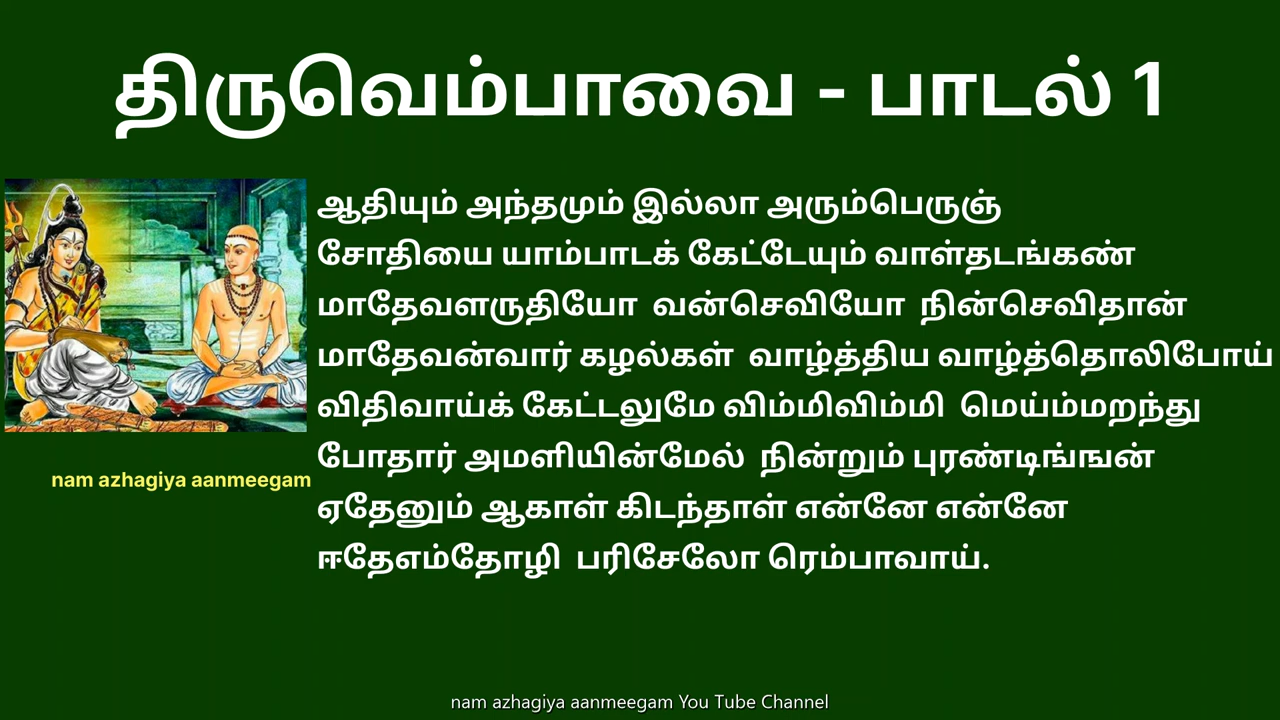 திருவெம்பாவை - பாடல் 1
ஆதியும் அந்தமும் இல்லா அரும்பெருஞ்
சோதியை யாம்பாடக் கேட்டேயும் வாள்தடங்கண்
மாதேவளருதியோ வன்செவியோ நின்செவிதான்
மாதேவன்வார் கழல்கள் வாழ்த்திய வாழ்த்தொலிபோய்
விதிவாய்க் கேட்டலுமே விம்மிவிம்மி மெய்ம்மறந்து
போதார் அமளியின்மேல் நின்றும் புரண்டிங்ஙன்
ஏதேனும் ஆகாள் கிடந்தாள் என்னே என்னே
ஈதேஎம்தோழி பரிசேலோ ரெம்பாவாய்.
nam azhagiya aanmeegam
nam azhagiya aanmeegam You Tube Channel